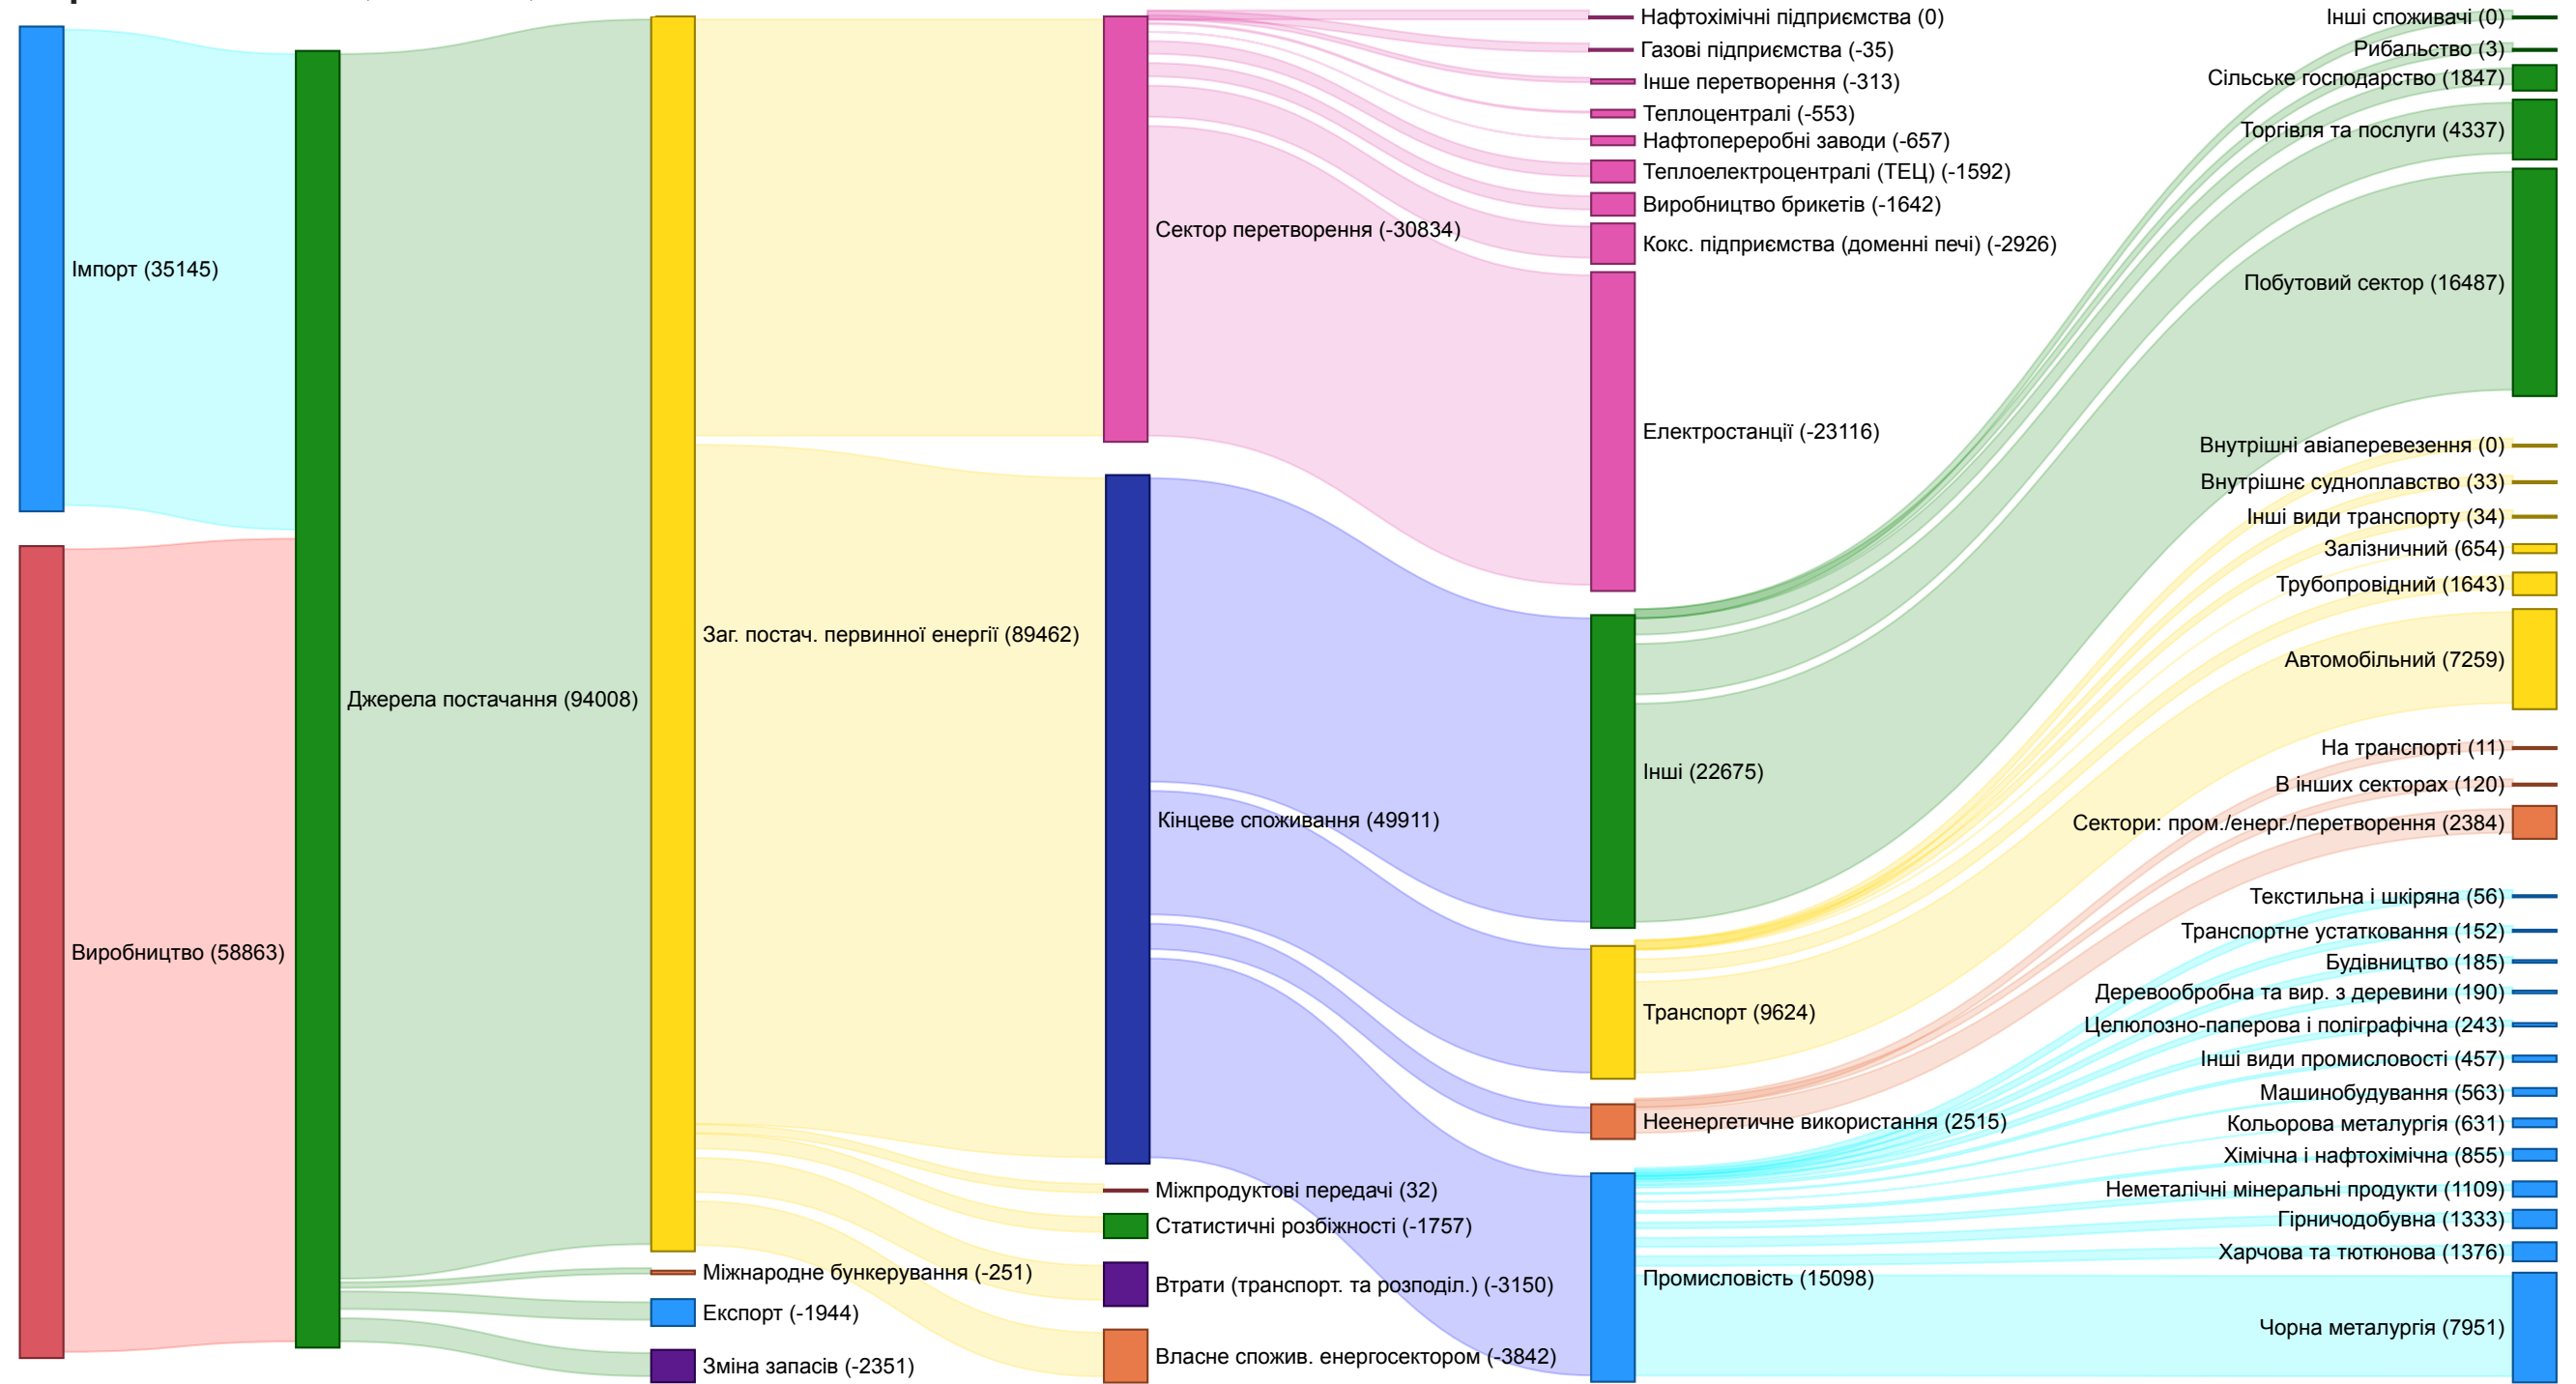 Імпорт (35145)
Виробництво (58863)
Джерела постачання (94008)
Заг. постач. первинної енергії (89462)
Міжнародне бункерування (-251)
Експорт (-1944)
Зміна запасів (-2351)
Сектор перетворення (-30834)
Кінцеве споживання (49911)
Міжпродуктові передачі (32)
Статистичні розбіжності (-1757)
Втрати (транспорт. та розподіл.) (-3150)
Власне спожив. енергосектором (-3842)
Нафтохімічні підприємства (0)
Газові підприємства (-35)
Інше перетворення (-313)
Теплоцентралі (-553)
Нафтопереробні заводи (-657)
Теплоелектроцентралі (ТЕЦ) (-1592)
Виробництво брикетів (-1642)
Кокс. підприємства (доменні печі) (-2926)
Електростанції (-23116)
Інші (22675)
Транспорт (9624)
Неенергетичне використання (2515)
Промисловість (15098)
Інші споживачі (0)
Рибальство (3)
Сільське господарство (1847)
Торгівля та послуги (4337)
Побутовий сектор (16487)
Внутрішні авіаперевезення (0)
Внутрішнє судноплавство (33)
Інші види транспорту (34)
Залізничний (654)
Трубопровідний (1643)
Автомобільний (7259)
На транспорті (11)
В інших секторах (120)
Сектори: пром./енерг./перетворення (2384)
Текстильна і шкіряна (56)
Транспортне устатковання (152)
Будівництво (185)
Деревообробна та вир. з деревини (190)
Целюлозно-паперова і поліграфічна (243)
Інші види промисловості (457)
Машинобудування (563)
Кольорова металургія (631)
Хімічна і нафтохімічна (855)
Неметалічні мінеральні продукти (1109)
Гірничодобувна (1333)
Харчова та тютюнова (1376)
Чорна металургія (7951)